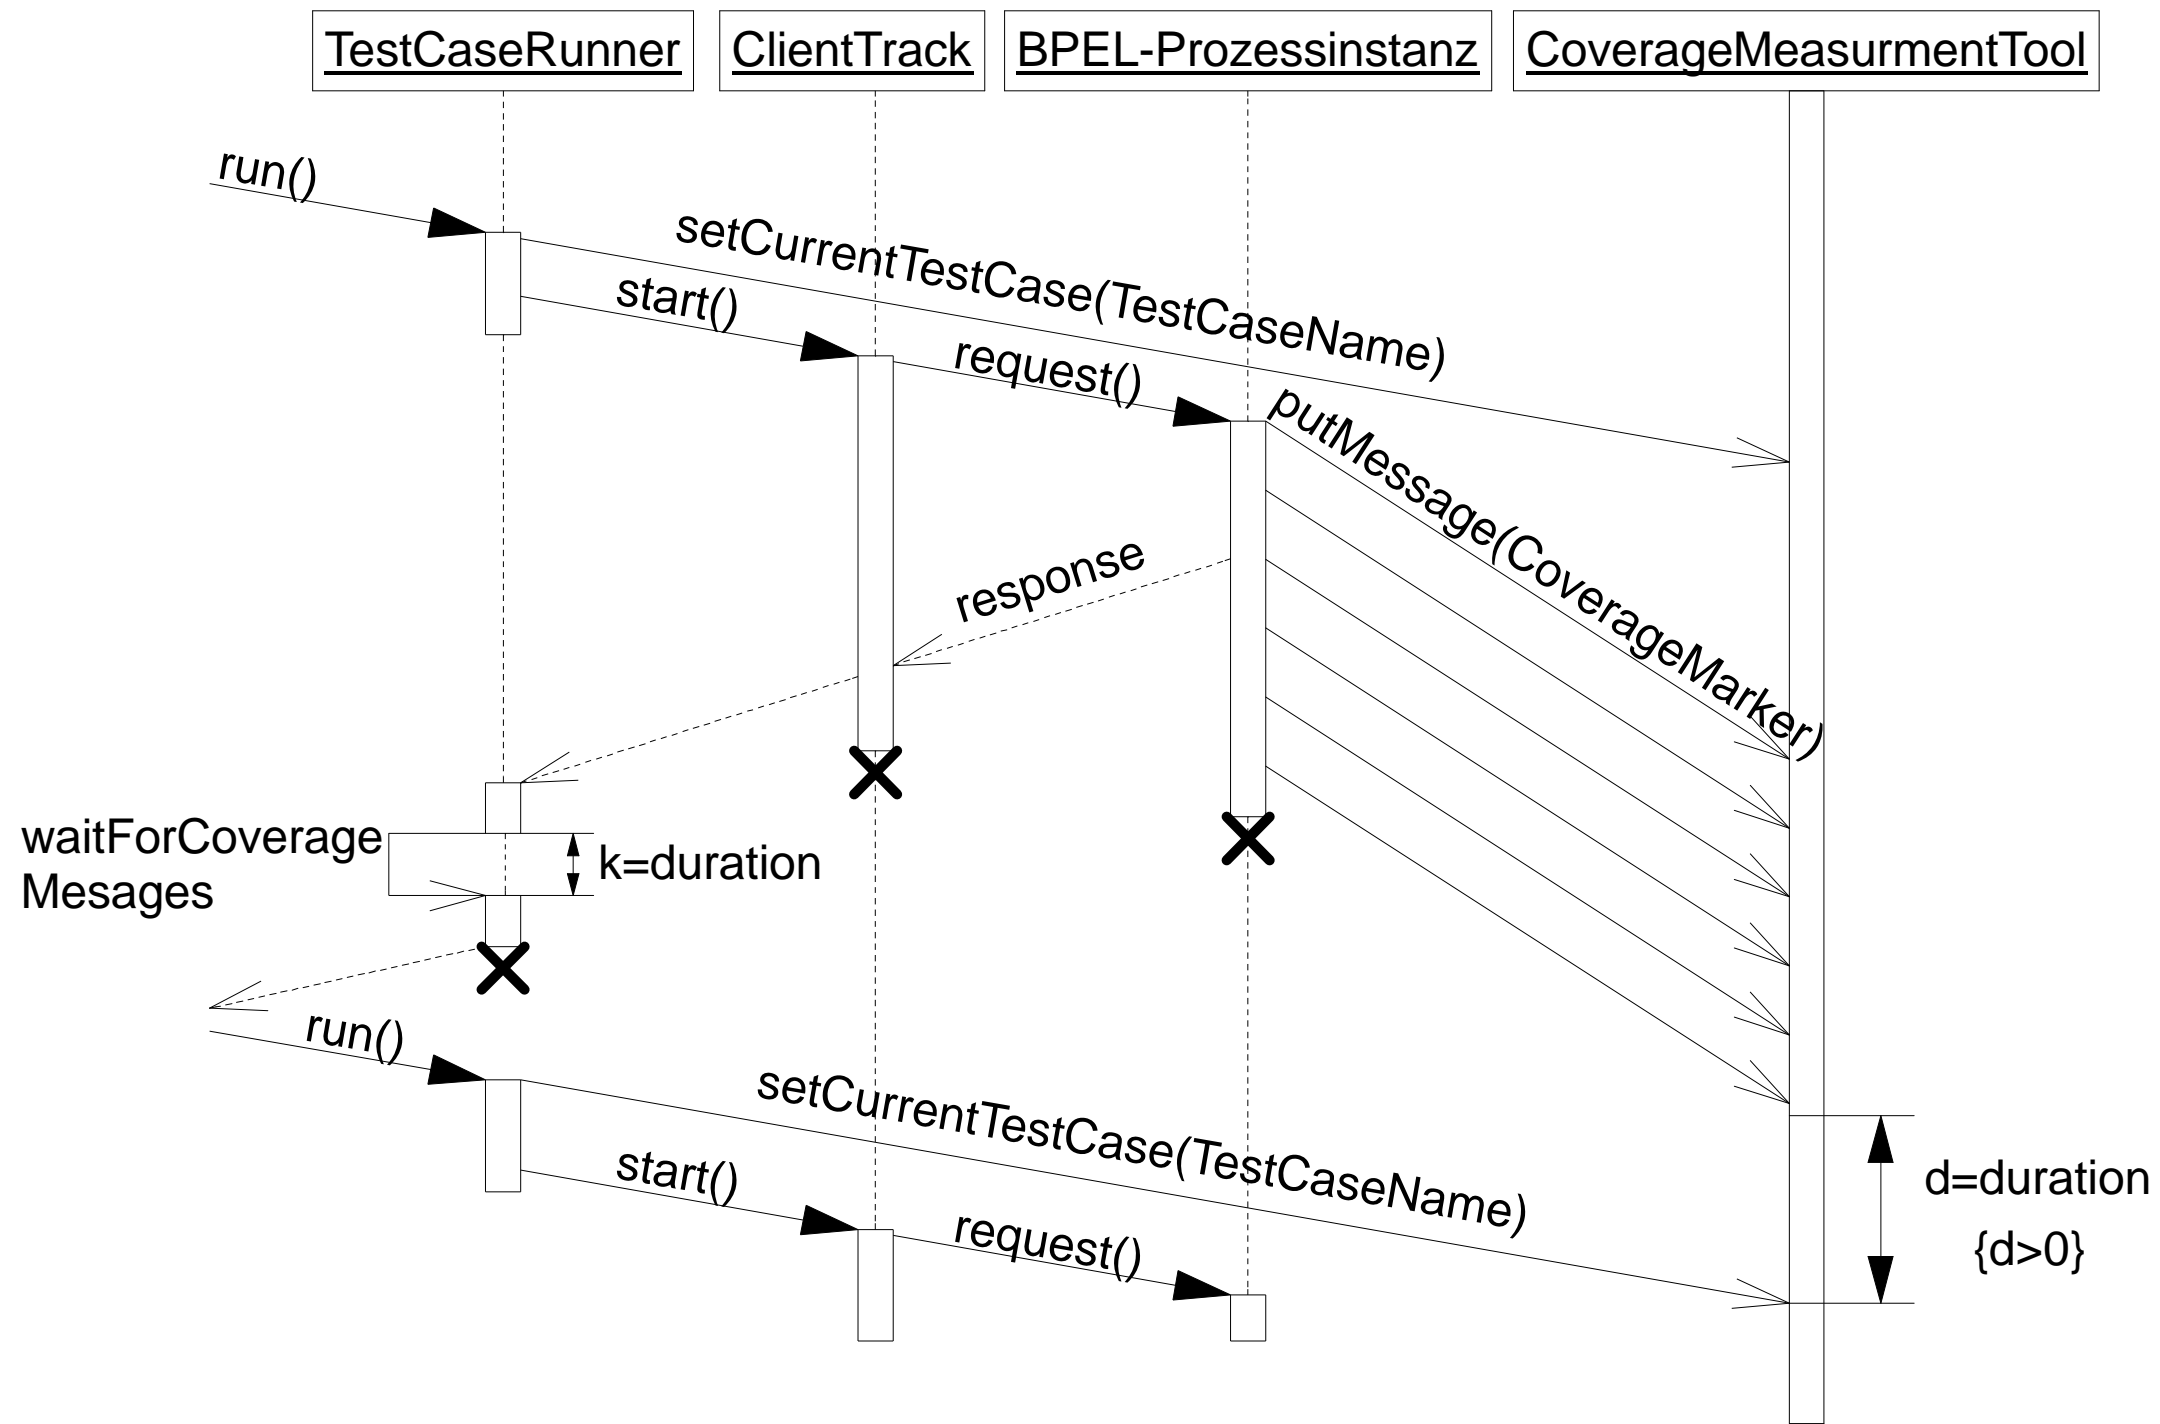 TestCaseRunner
ClientTrack
BPEL-Prozessinstanz
CoverageMeasurmentTool
run()
setCurrentTestCase(TestCaseName)
start()
request()
putMessage(CoverageMarker)
response
waitForCoverage
Mesages
k=duration
run()
setCurrentTestCase(TestCaseName)
start()
request()
d=duration
{d>0}